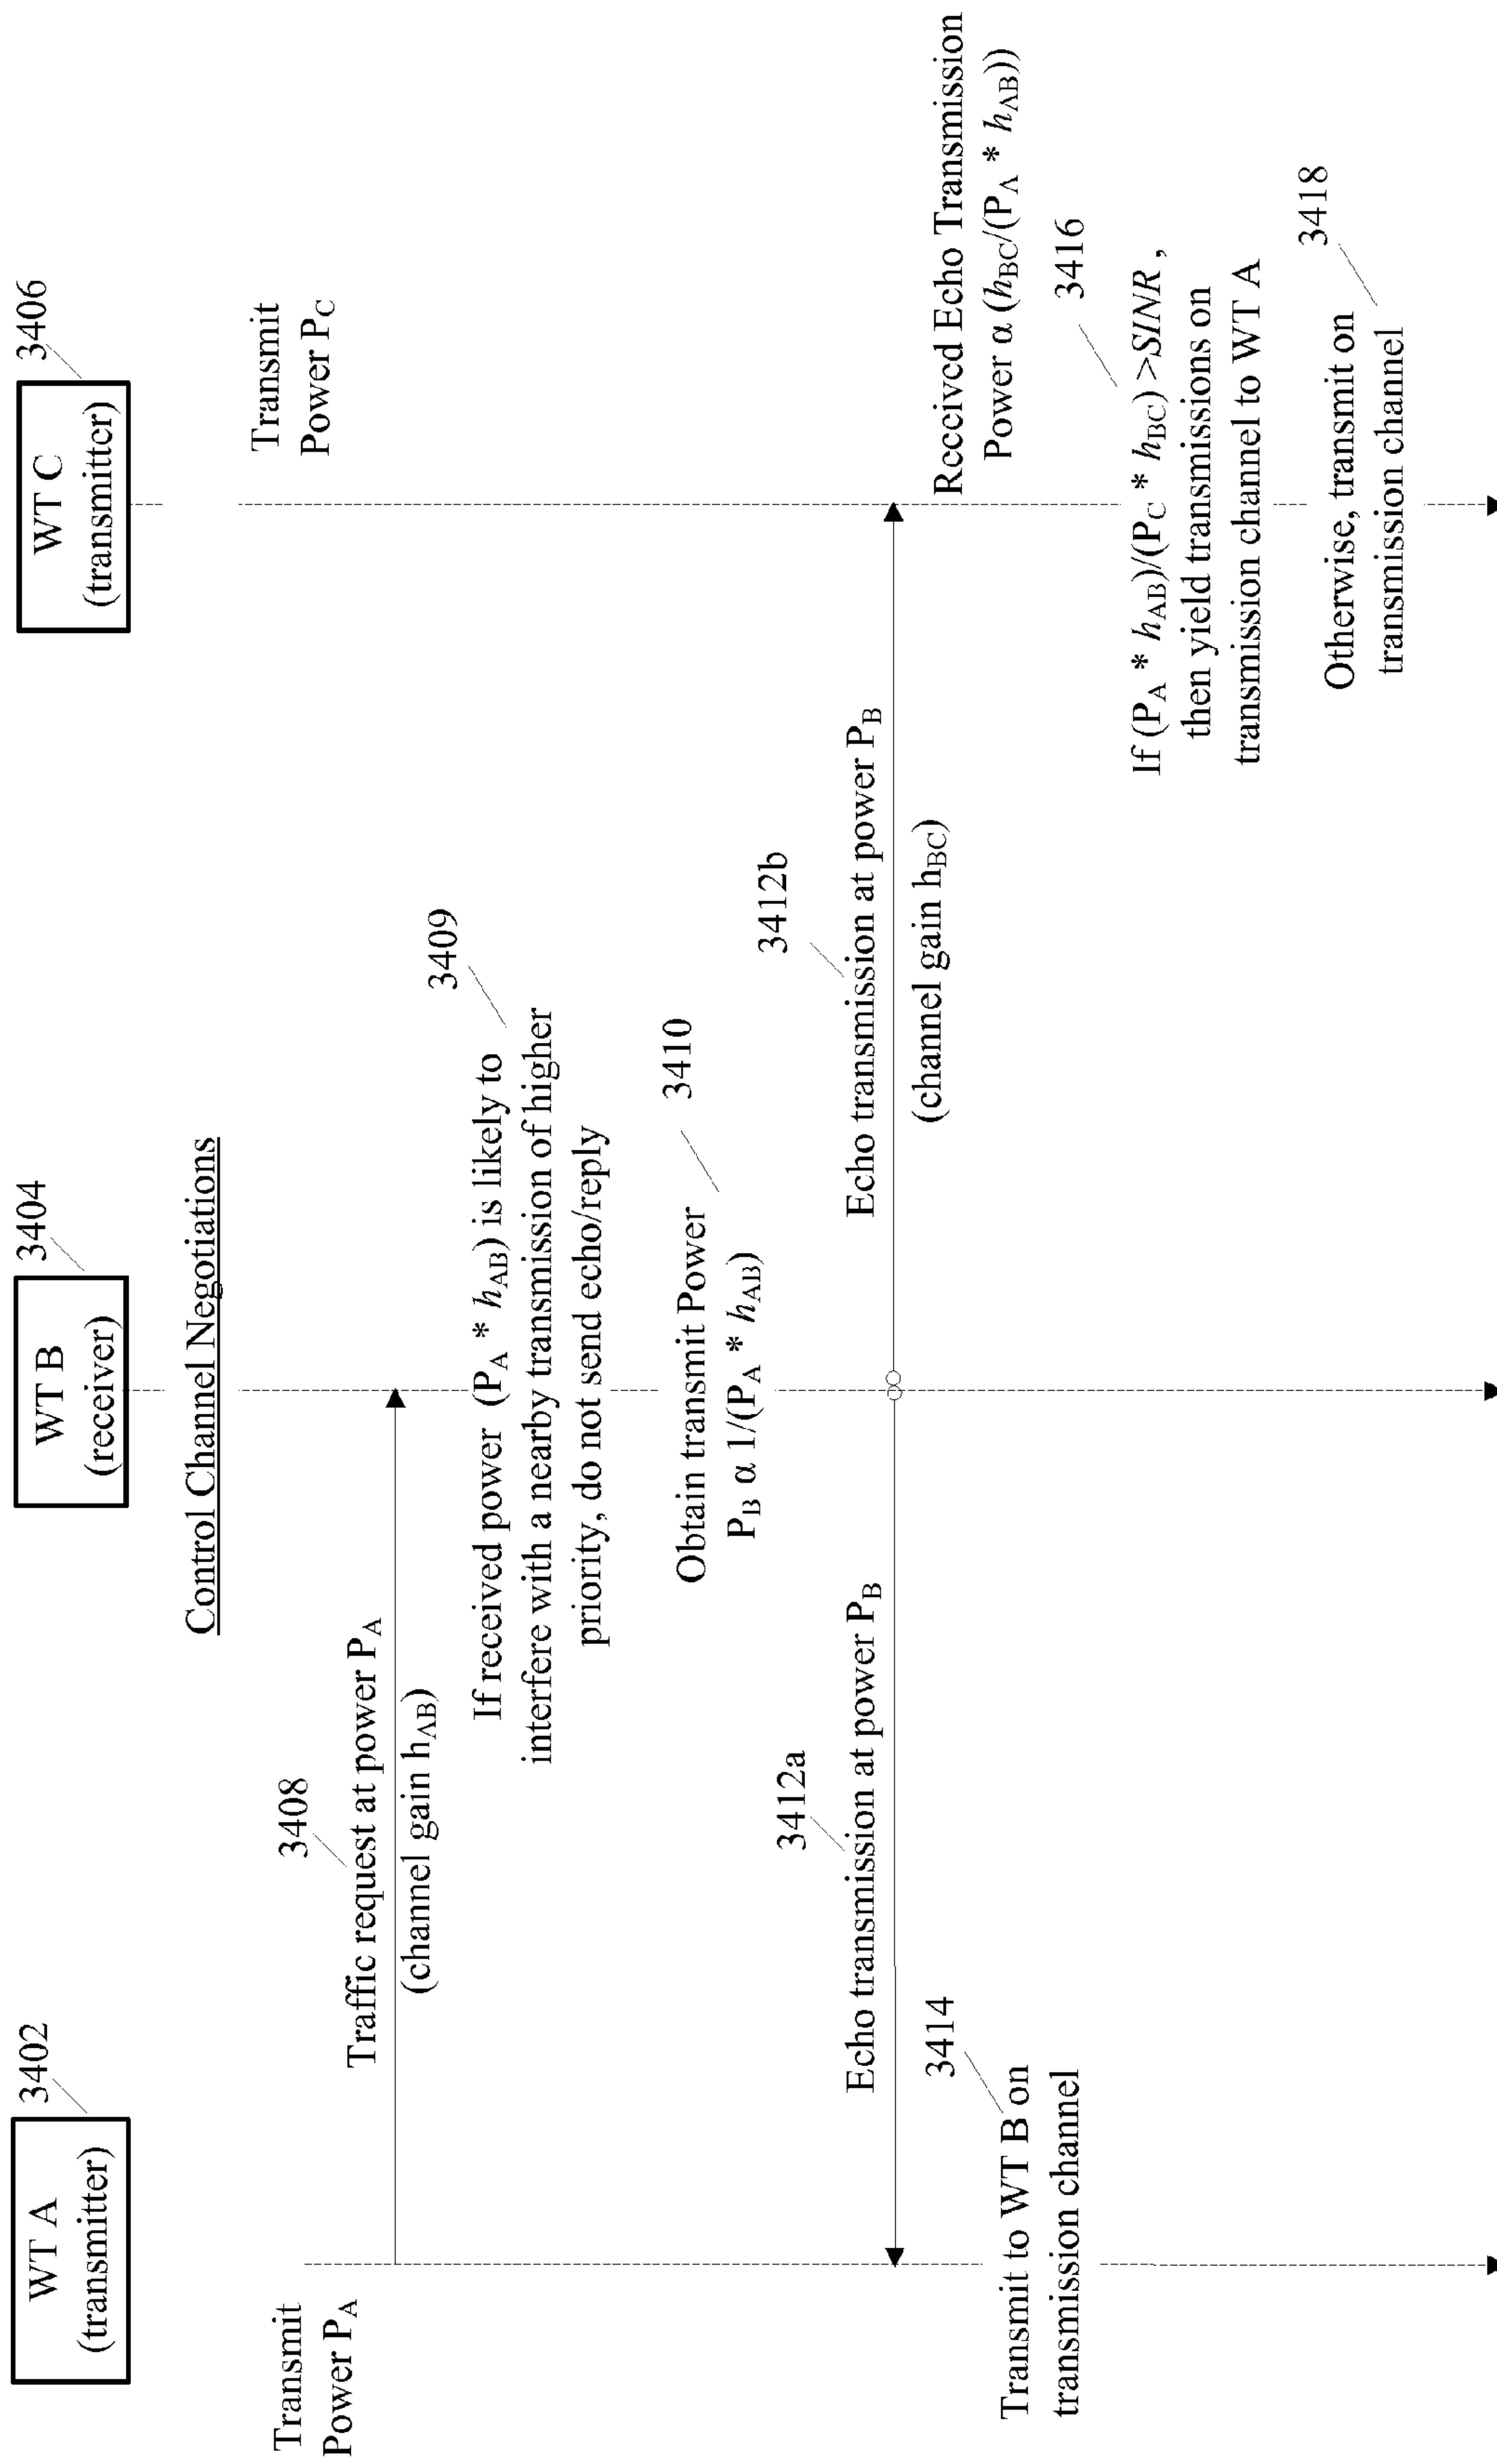 3402
WT A
(transmitter)
3404
WT B
(receiver)
3406
WT C
(transmitter)
Control Channel Negotiations
Transmit
Power P_A
Transmit
Power P_C
3408
Traffic request at power P_A
(channel gain h_AB)
3409
If received power (P_A * h_AB) is likely to
interfere with a nearby transmission of higher
priority, do not send echo/reply
3410
Obtain transmit Power
P_B α 1/(P_A * h_AB)
3412a
Echo transmission at power P_B
3412b
Echo transmission at power P_B
(channel gain h_BC)
3414
Transmit to WT B on
transmission channel
Received Echo Transmission
Power α (h_BC/(P_A * h_AB))
3416
If (P_A * h_AB)/(P_C * h_BC) >SINR ,
then yield transmissions on
transmission channel to WT A
3418
Otherwise, transmit on
transmission channel